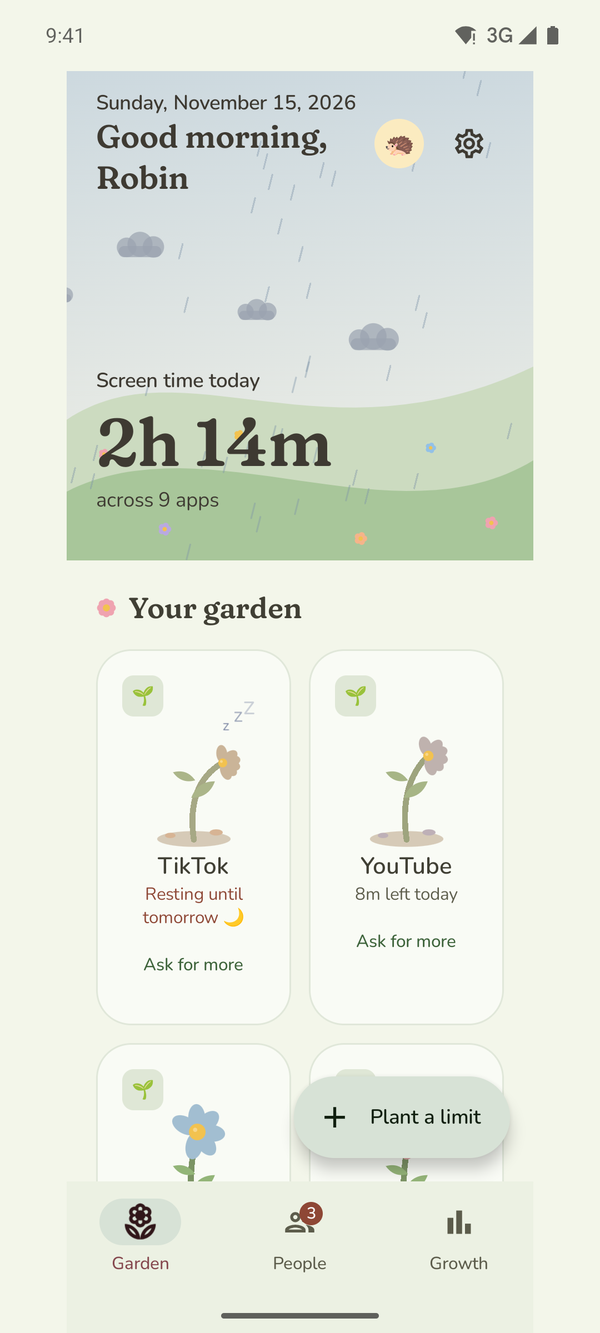 9:41
3G
Sunday, November 15, 2026
Good morning,
Robin
Screen time today
2h 14m
across 9 apps
Your garden
z z Z
TikTok
Resting until
tomorrow 🌙
Ask for more
YouTube
8m left today
Ask for more
+ Plant a limit
3
Garden
People
Growth